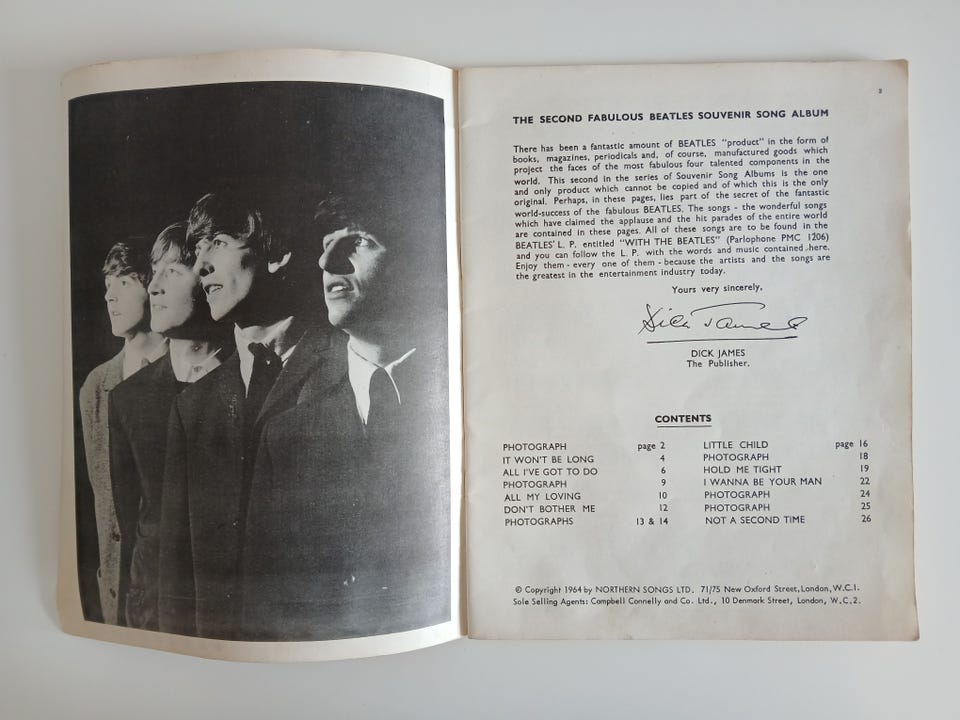 3
THE SECOND FABULOUS BEATLES SOUVENIR SONG ALBUM
There has been a fantastic amount of BEATLES "product" in the form of
books, magazines, periodicals and, of course, manufactured goods which
project the faces of the most fabulous four talented components in the
world. This second in the series of Souvenir Song Albums is the one
and only product which cannot be copied and of which this is the only
original. Perhaps, in these pages, lies part of the secret of the fantastic
world-success of the fabulous BEATLES. The songs - the wonderful songs
which have claimed the applause and the hit parades of the entire world
are contained in these pages. All of these songs are to be found in the
BEATLES' L. P. entitled "WITH THE BEATLES" (Parlophone PMC 1206)
and you can follow the L. P. with the words and music contained here.
Enjoy them - every one of them - because the artists and the songs are
the greatest in the entertainment industry today.
Yours very sincerely,
Dick James
DICK JAMES
The Publisher.
CONTENTS
PHOTOGRAPH page 2
IT WON'T BE LONG 4
ALL I'VE GOT TO DO 6
PHOTOGRAPH 9
ALL MY LOVING 10
DON'T BOTHER ME 12
PHOTOGRAPHS 13 & 14
LITTLE CHILD page 16
PHOTOGRAPH 18
HOLD ME TIGHT 19
I WANNA BE YOUR MAN 22
PHOTOGRAPH 24
PHOTOGRAPH 25
NOT A SECOND TIME 26
© Copyright 1964 by NORTHERN SONGS LTD. 71/75 New Oxford Street, London, W.C.1.
Sole Selling Agents: Campbell Connelly and Co. Ltd., 10 Denmark Street, London, W.C.2.